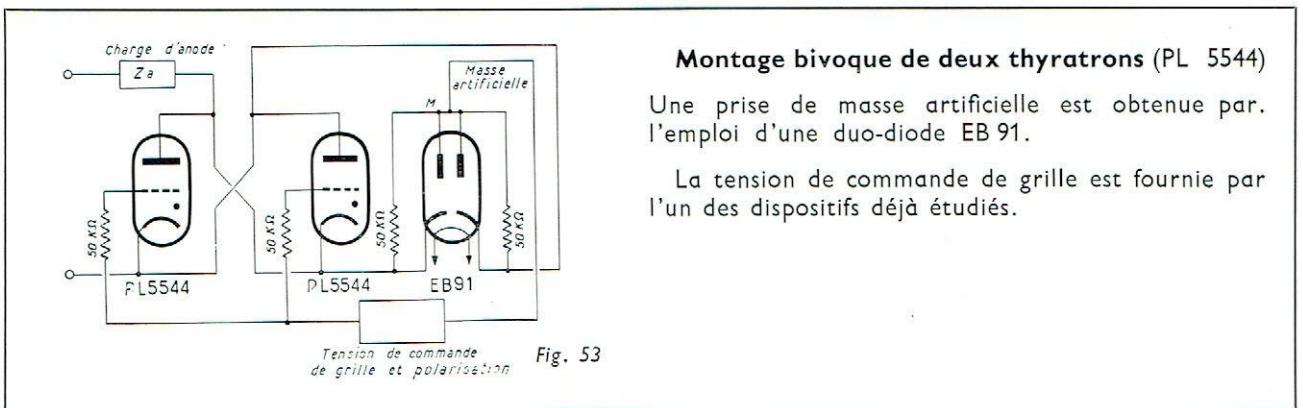 Charge d'anode
Za
Masse
artificielle
M
50 KΩ
50 KΩ
50 KΩ
50 KΩ
PL5544
PL5544
EB91
Tension de commande
de grille et polarisation
Fig. 53
Montage bivoque de deux thyratrons (PL 5544)
Une prise de masse artificielle est obtenue par.
l'emploi d'une duo-diode EB 91.
La tension de commande de grille est fournie par
l'un des dispositifs déjà étudiés.